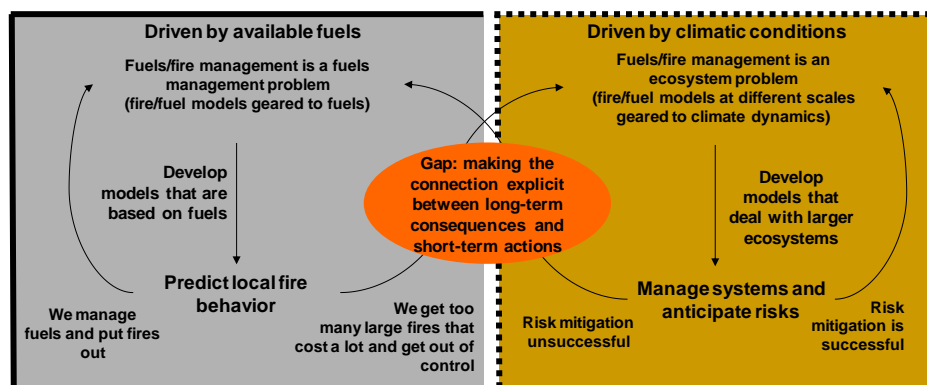 Driven by available fuels
Fuels/fire management is a fuels
management problem
(fire/fuel models geared to fuels)
Develop
models that are
based on fuels
Predict local fire
behavior
We manage
fuels and put fires
out
We get too
many large fires that
cost a lot and get out of
control
Gap: making the
connection explicit
between long-term
consequences and
short-term actions
Driven by climatic conditions
Fuels/fire management is an
ecosystem problem
(fire/fuel models at different scales
geared to climate dynamics)
Develop
models that
deal with larger
ecosystems
Manage systems and
anticipate risks
Risk mitigation
unsuccessful
Risk
mitigation is
successful